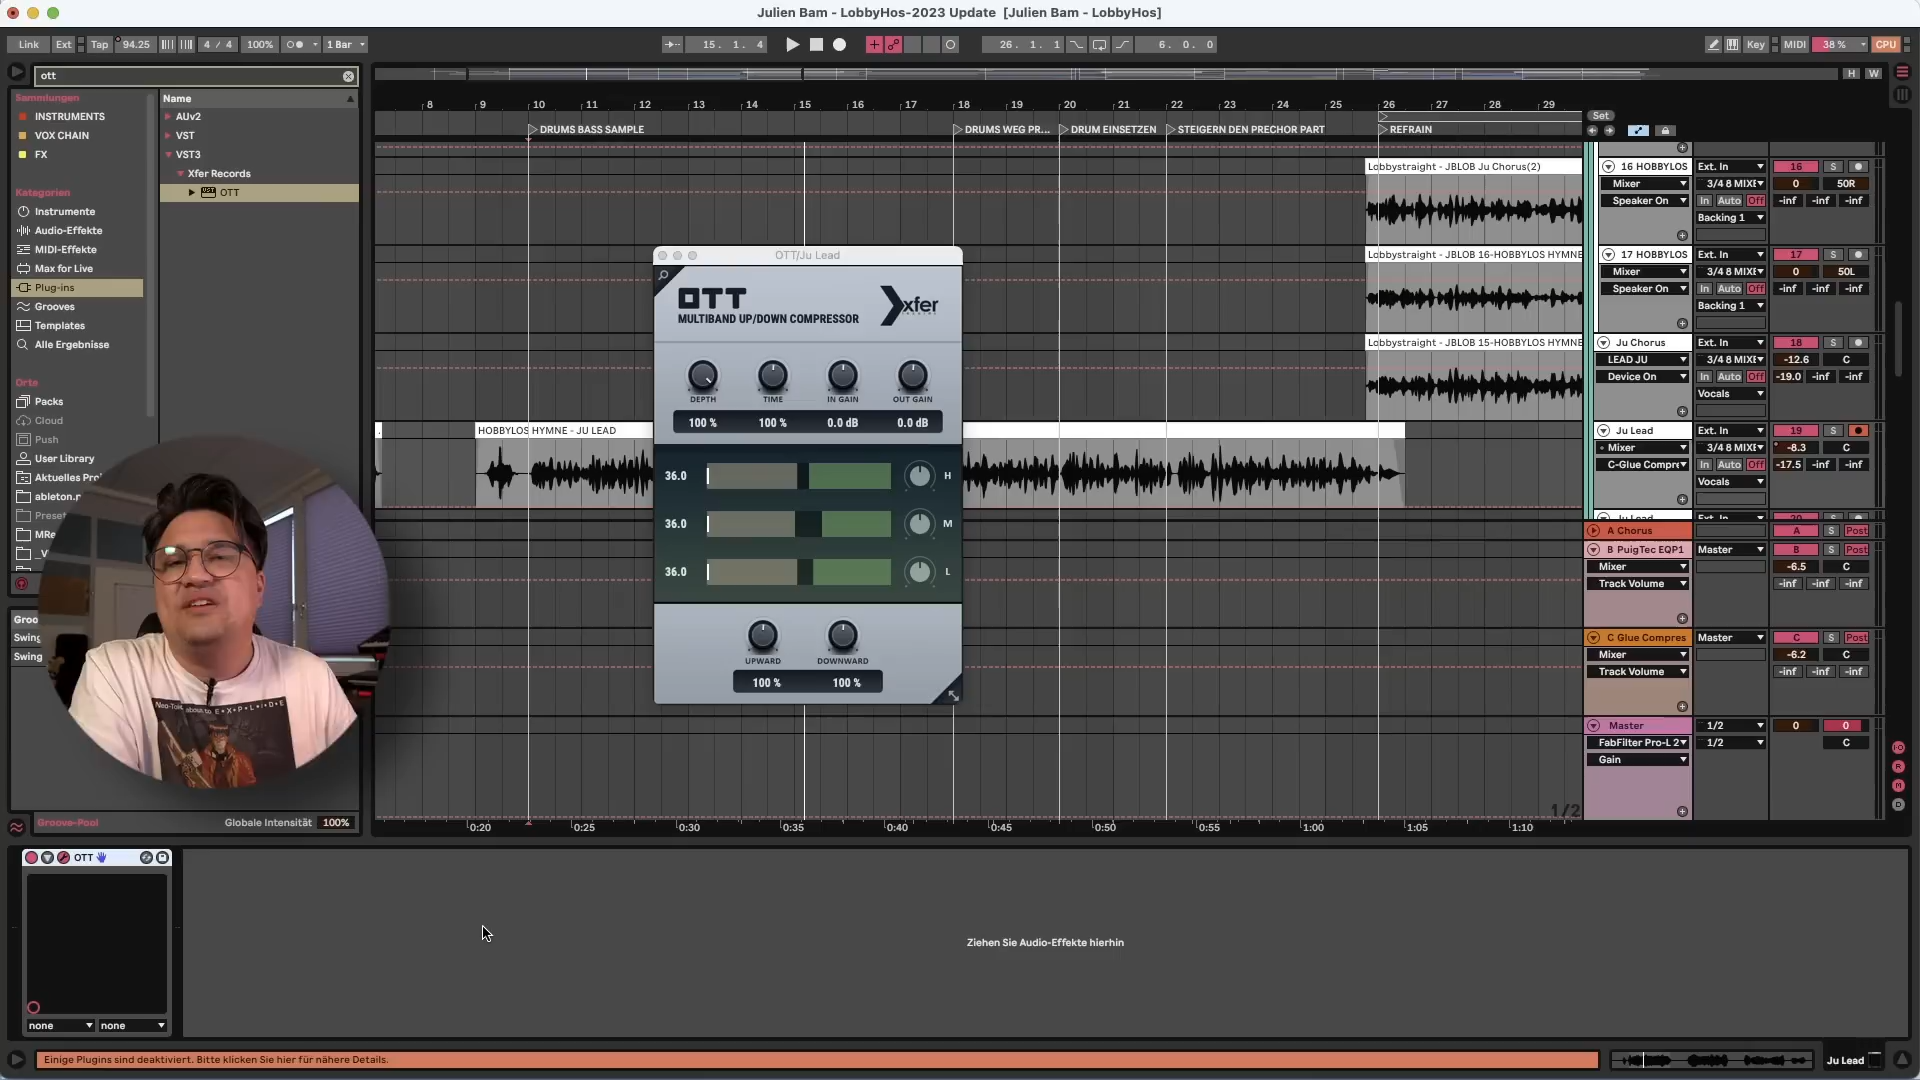 Julien Bam - LobbyHos-2023 Update [Julien Bam - LobbyHos]
Link Ext Tap 94.25 4 / 4 100% 1 Bar 15. 1. 4 26. 1. 1 6. 0. 0 Key MIDI 38 % CPU
ott
H W
Sammlungen
INSTRUMENTS
VOX CHAIN
FX
Kategorien
Instrumente
Audio-Effekte
MIDI-Effekte
Max for Live
Plug-ins
Grooves
Templates
Alle Ergebnisse
Orte
Packs
Cloud
Push
User Library
Aktuelles Pro
ableton.r
Preset
MRe
_V
Name
AUv2
VST
VST3
Xfer Records
OTT
8 9 10 11 12 13 14 15 16 17 18 19 20 21 22 23 24 25 26 27 28 29
DRUMS BASS SAMPLE
DRUMS WEG PR...
DRUM EINSETZEN
STEIGERN DEN PRECHOR PART
REFRAIN
Set
Lobbystraight - JBLOB Ju Chorus(2)
Lobbystraight - JBLOB 16-HOBBYLOS HYMNE
Lobbystraight - JBLOB 15-HOBBYLOS HYMNE
HOBBYLOS HYMNE - JU LEAD
16 HOBBYLOS Ext. In 16 S
Mixer 3/4 8 MIXE 0 50R
Speaker On In Auto Off -inf -inf -inf
Backing 1
17 HOBBYLOS Ext. In 17 S
Mixer 3/4 8 MIXE 0 50L
Speaker On In Auto Off -inf -inf -inf
Backing 1
Ju Chorus Ext. In 18 S
LEAD JU 3/4 8 MIXE -12.6 C
Device On In Auto Off -19.0 -inf -inf
Vocals
Ju Lead Ext. In 19 S
Mixer 3/4 8 MIXE -8.3 C
C-Glue Compre In Auto Off -17.5 -inf -inf
Vocals
A Chorus A S Post
B PuigTec EQP1 Master B S Post
Mixer -6.5 C
Track Volume -inf -inf -inf
C Glue Compres Master C S Post
Mixer -6.2 C
Track Volume -inf -inf -inf
Master 1/2 0 0
FabFilter Pro-L 2 1/2 C
Gain
OTT/Ju Lead
OTT
MULTIBAND UP/DOWN COMPRESSOR
xfer
DEPTH TIME IN GAIN OUT GAIN
100 % 100 % 0.0 dB 0.0 dB
36.0 H
36.0 M
36.0 L
UPWARD DOWNWARD
100 % 100 %
Groo
Swing
Swing
Neo-Tokyo is about to E•X•P•L•O•D•E
1/2
Groove-Pool Globale Intensität 100%
0:20 0:25 0:30 0:35 0:40 0:45 0:50 0:55 1:00 1:05 1:10
OTT
none none
Ziehen Sie Audio-Effekte hierhin
Einige Plugins sind deaktiviert. Bitte klicken Sie hier für nähere Details.
Ju Lead